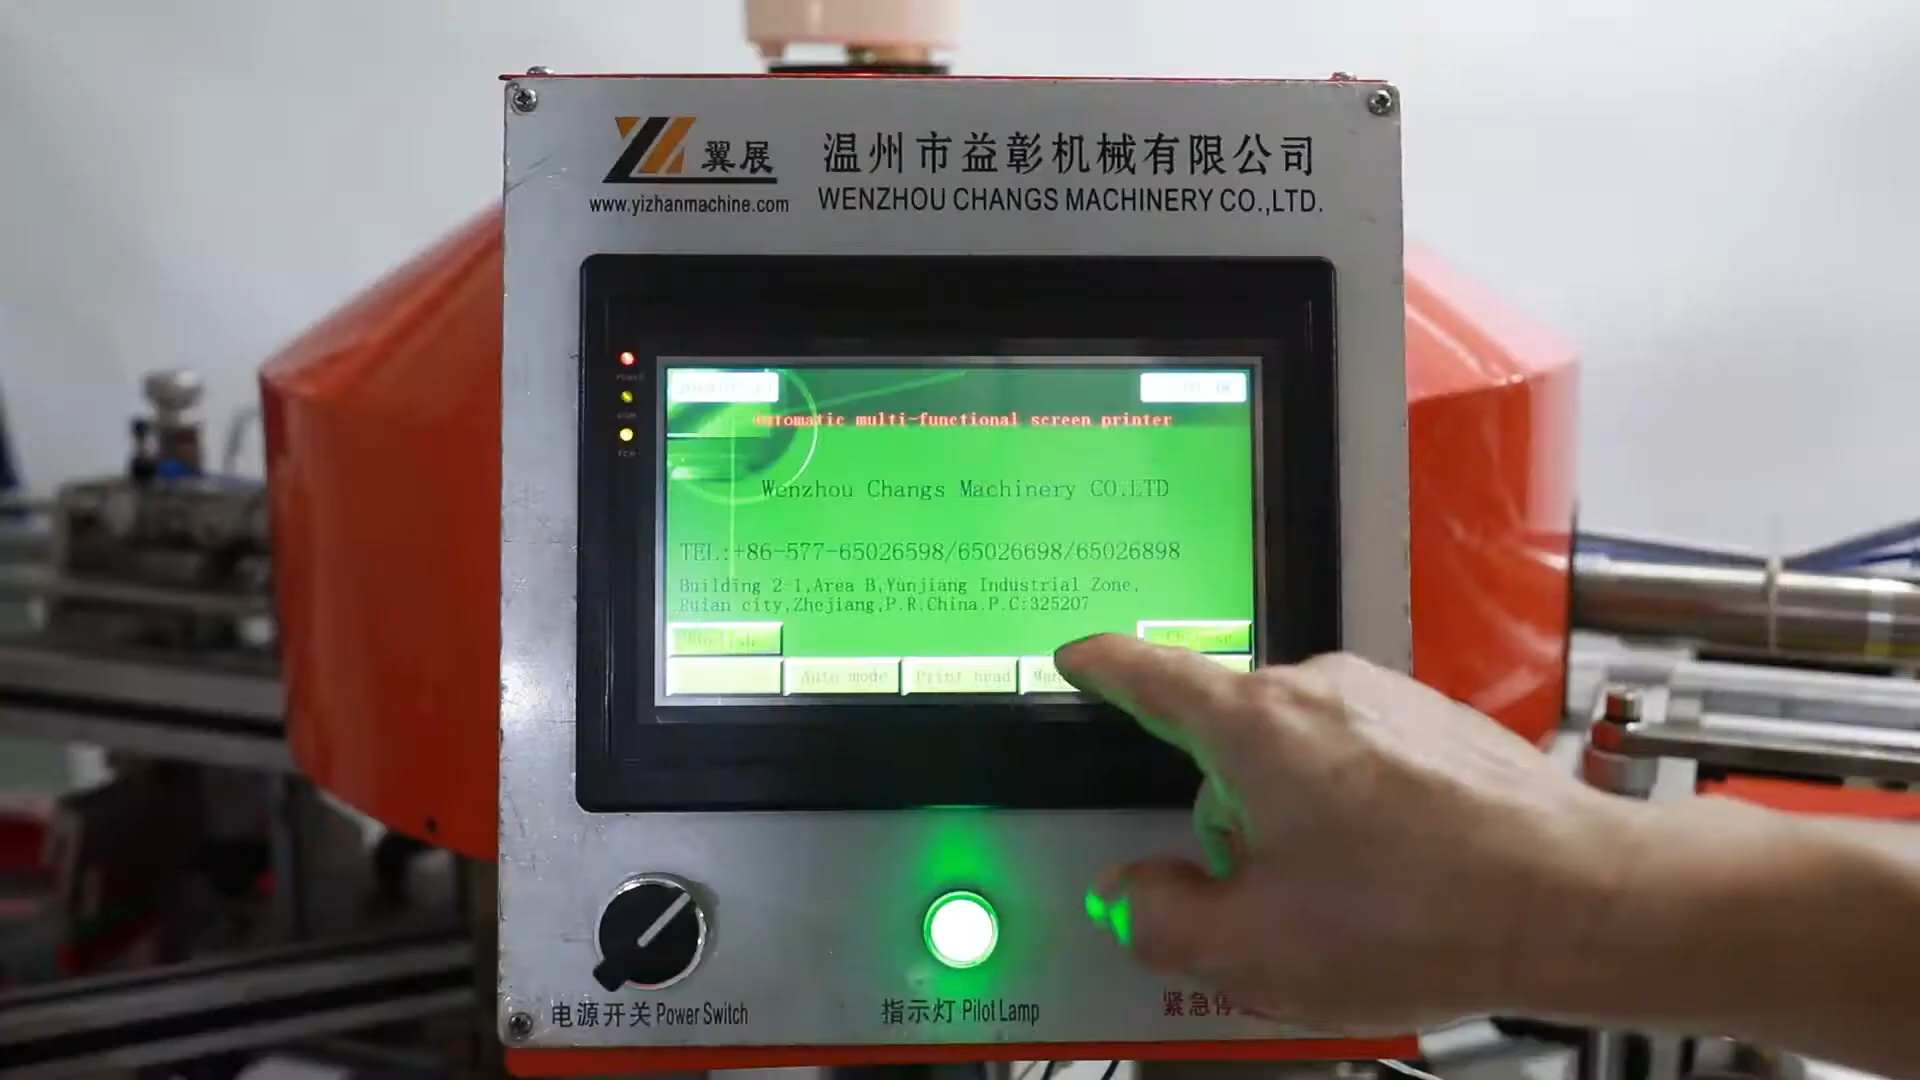 翼展
www.yizhanmachine.com
温州市益彰机械有限公司
WENZHOU CHANGS MACHINERY CO.,LTD.
Automatic multi-functional screen printer
Wenzhou Changs Machinery CO.LTD
TEL:+86-577-65026598/65026698/65026898
Building 2-1,Area B,Yunjiang Industrial Zone,
Ruian city,Zhejiang,P.R.China.P.C:325207
Auto mode
Print head
电源开关 Power Switch
指示灯 Pilot Lamp
紧急停